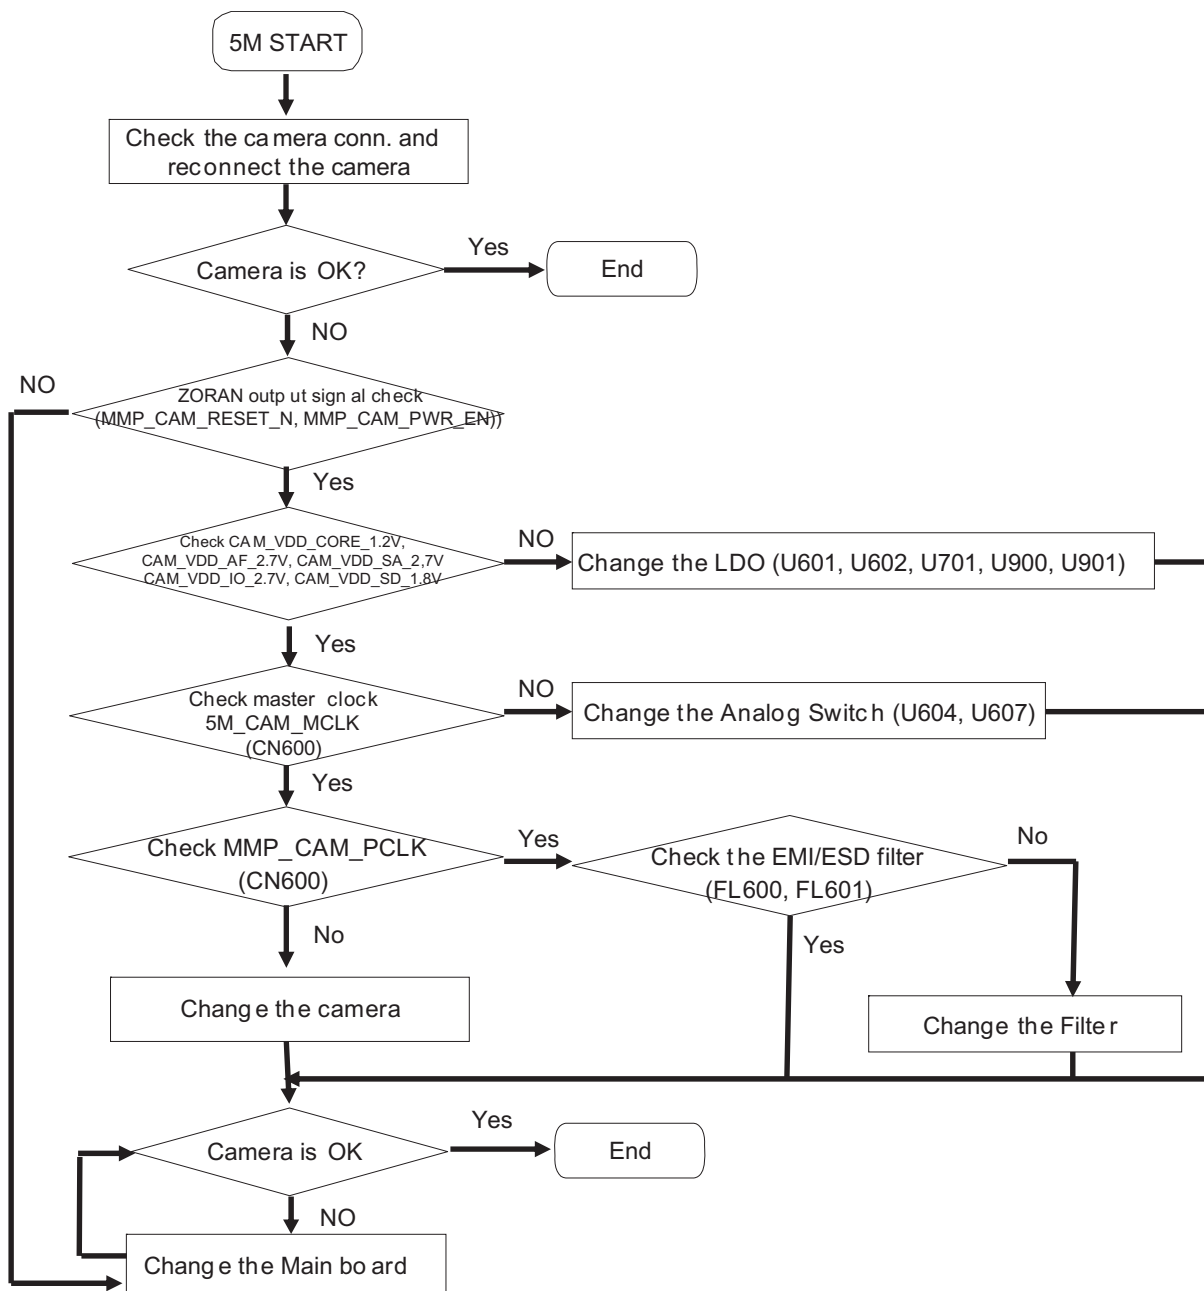 5M START
Check the camera conn. and
reconnect the camera
Camera is OK?
Yes
End
NO
NO
ZORAN output signal check
(MMP_CAM_RESET_N, MMP_CAM_PWR_EN))
Yes
Check CAM_VDD_CORE_1.2V,
CAM_VDD_AF_2.7V, CAM_VDD_SA_2,7V
CAM_VDD_IO_2.7V, CAM_VDD_SD_1.8V
NO
Change the LDO (U601, U602, U701, U900, U901)
Yes
Check master clock
5M_CAM_MCLK
(CN600)
NO
Change the Analog Switch (U604, U607)
Yes
Check MMP_CAM_PCLK
(CN600)
Yes
Check the EMI/ESD filter
(FL600, FL601)
No
No
Yes
Change the camera
Change the Filter
Camera is OK
Yes
End
NO
Change the Main board